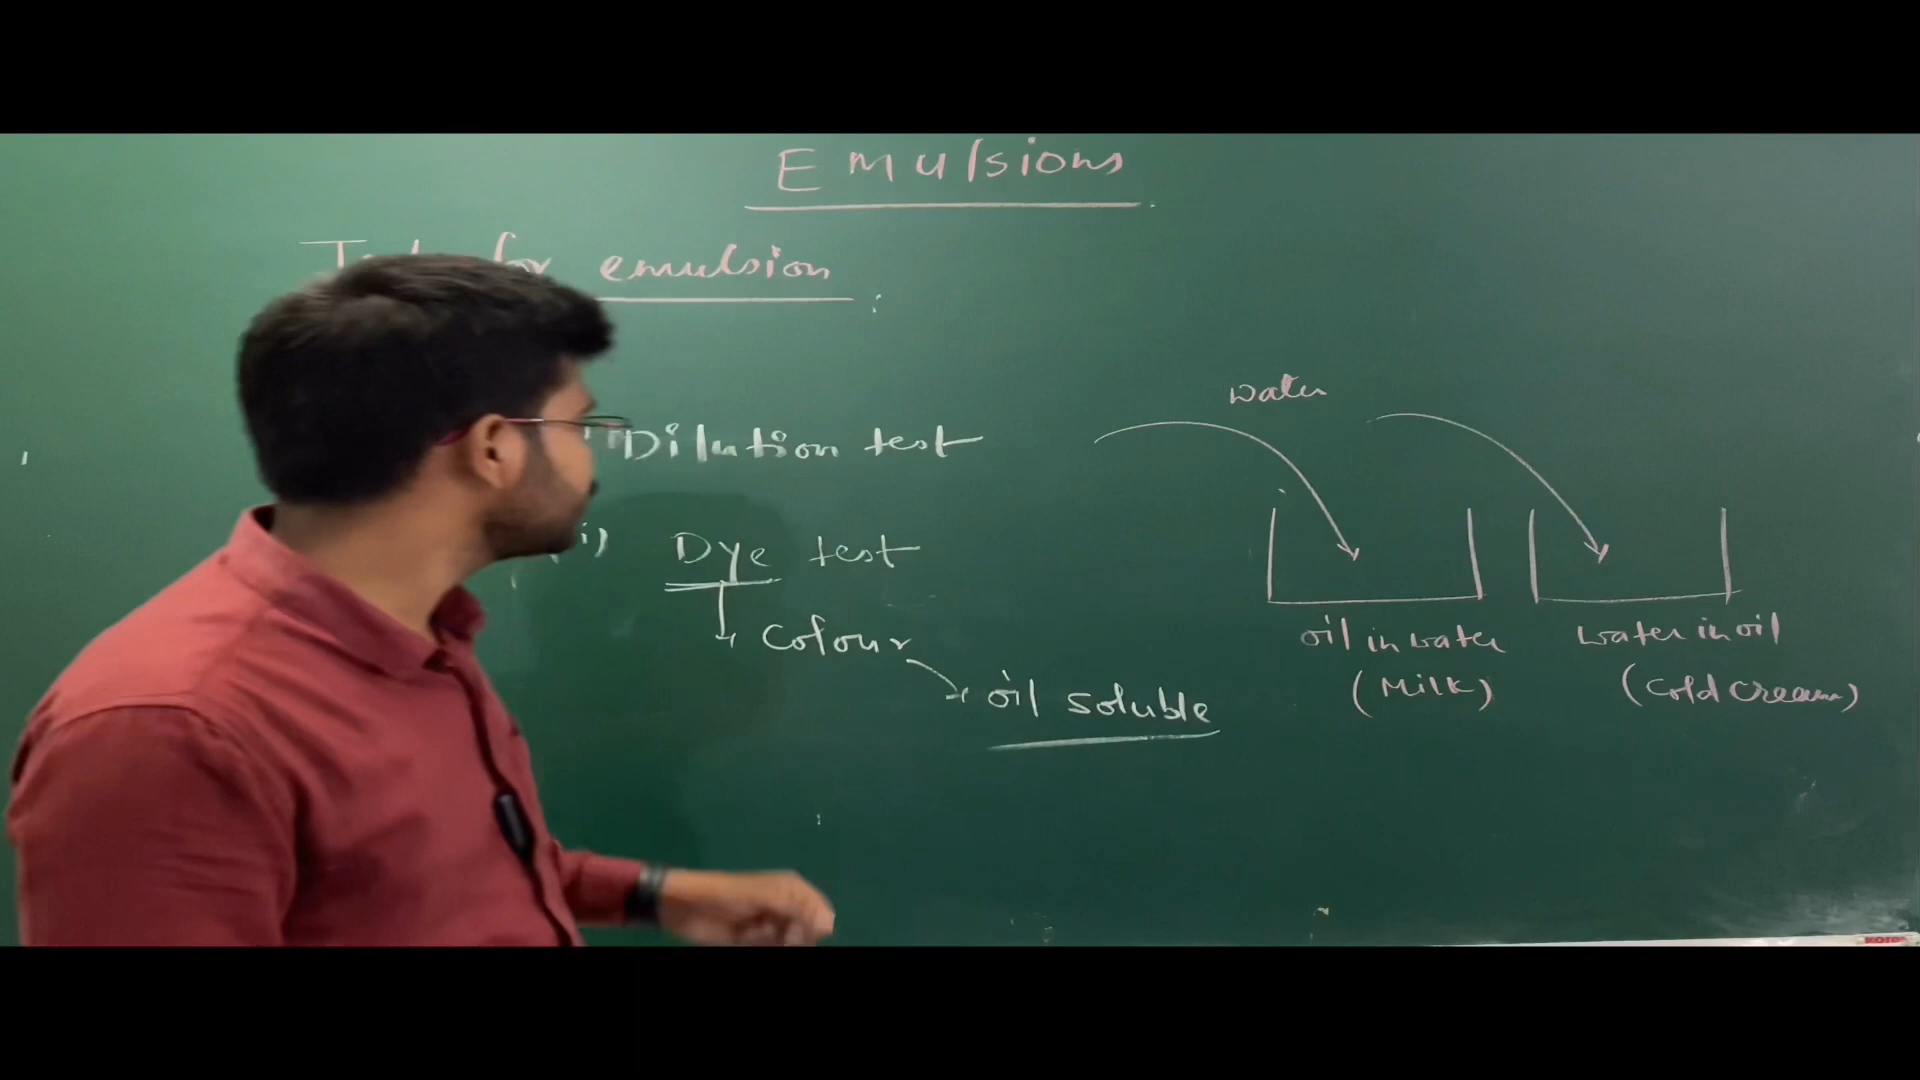 Emulsions
for emulsion
Dilution test
water
i) Dye test
Colour
oil soluble
oil in water
water in oil
(Milk)
(Cold cream)